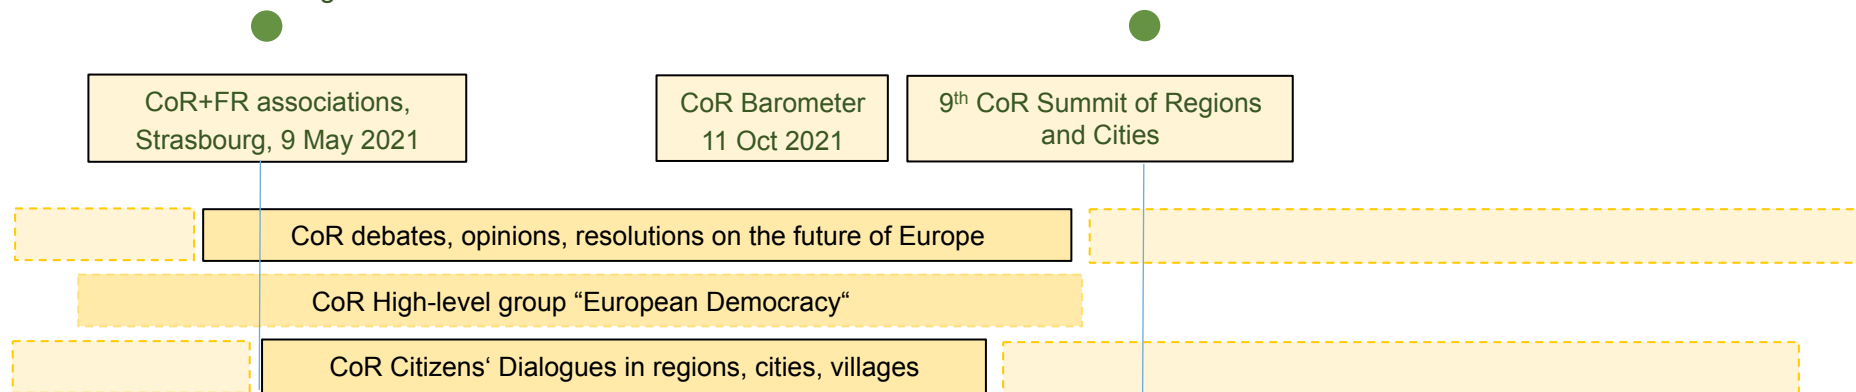 CoR+FR associations,
Strasbourg, 9 May 2021
CoR Barometer
11 Oct 2021
9th CoR Summit of Regions
and Cities
CoR debates, opinions, resolutions on the future of Europe
CoR High-level group “European Democracy“
CoR Citizens‘ Dialogues in regions, cities, villages